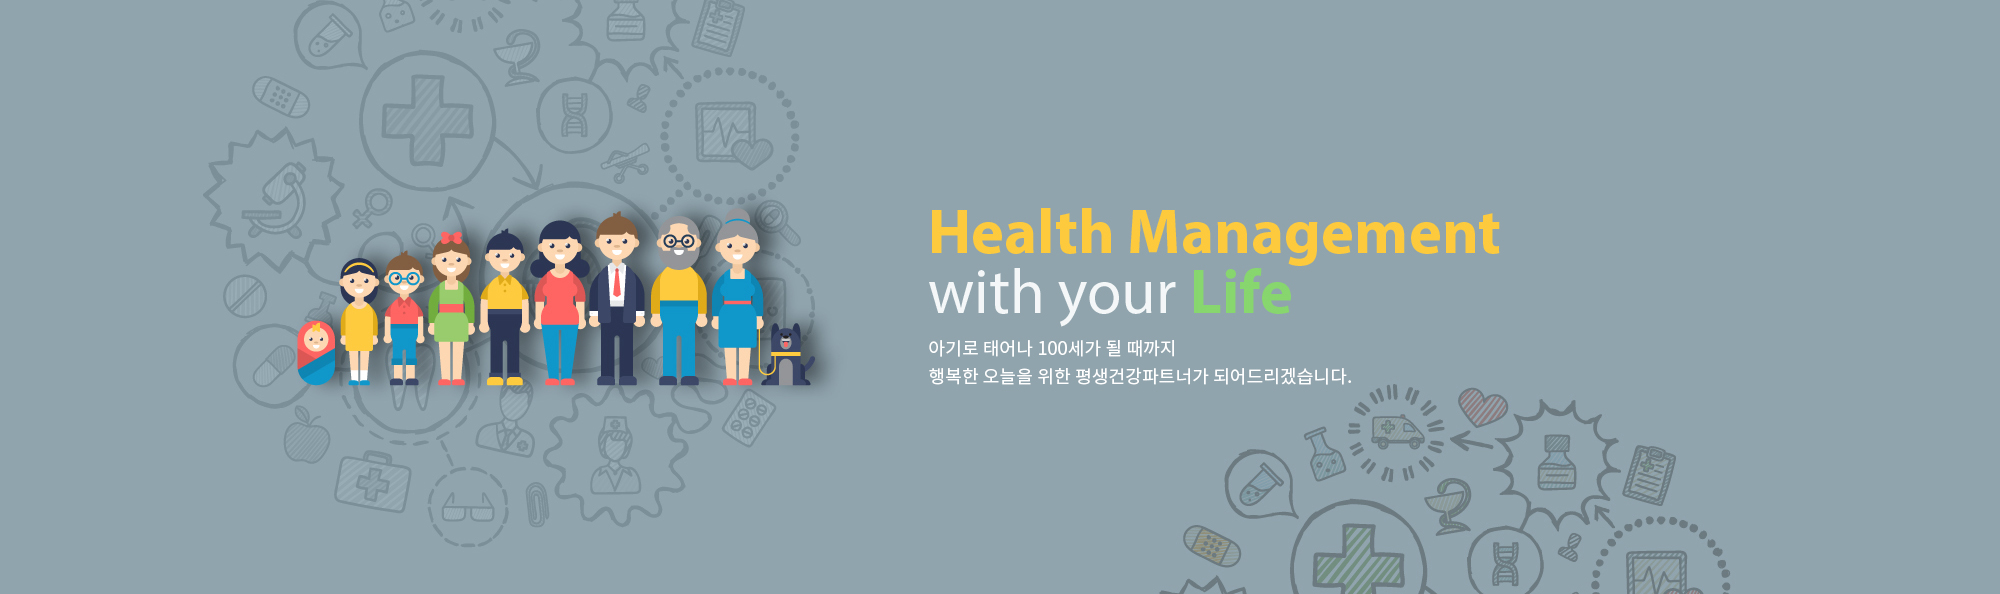 Health Management
with your Life
아기로 태어나 100세가 될 때까지
행복한 오늘을 위한 평생건강파트너가 되어드리겠습니다.